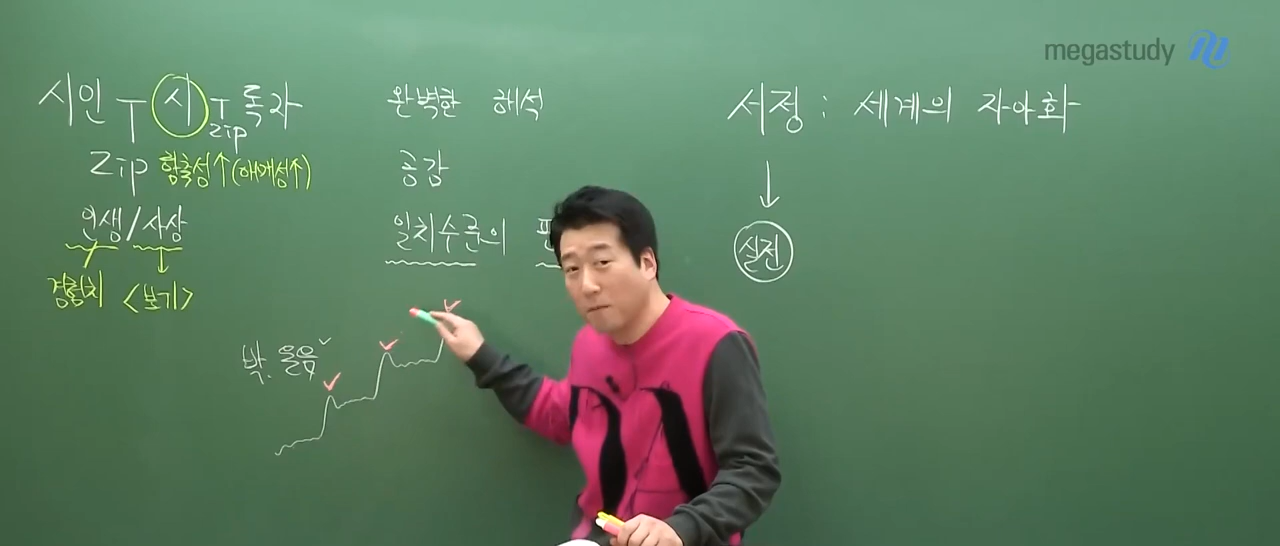 megastudy
시인 ㅜ 시 ㅜ 독자
zip
Zip 함축성↑(애매성↑)
인생/사상
경험치 <보기>
완벽한 해석
공감
일치수준의
박. 웃음
서정 : 세계의 자아화
↓
실전